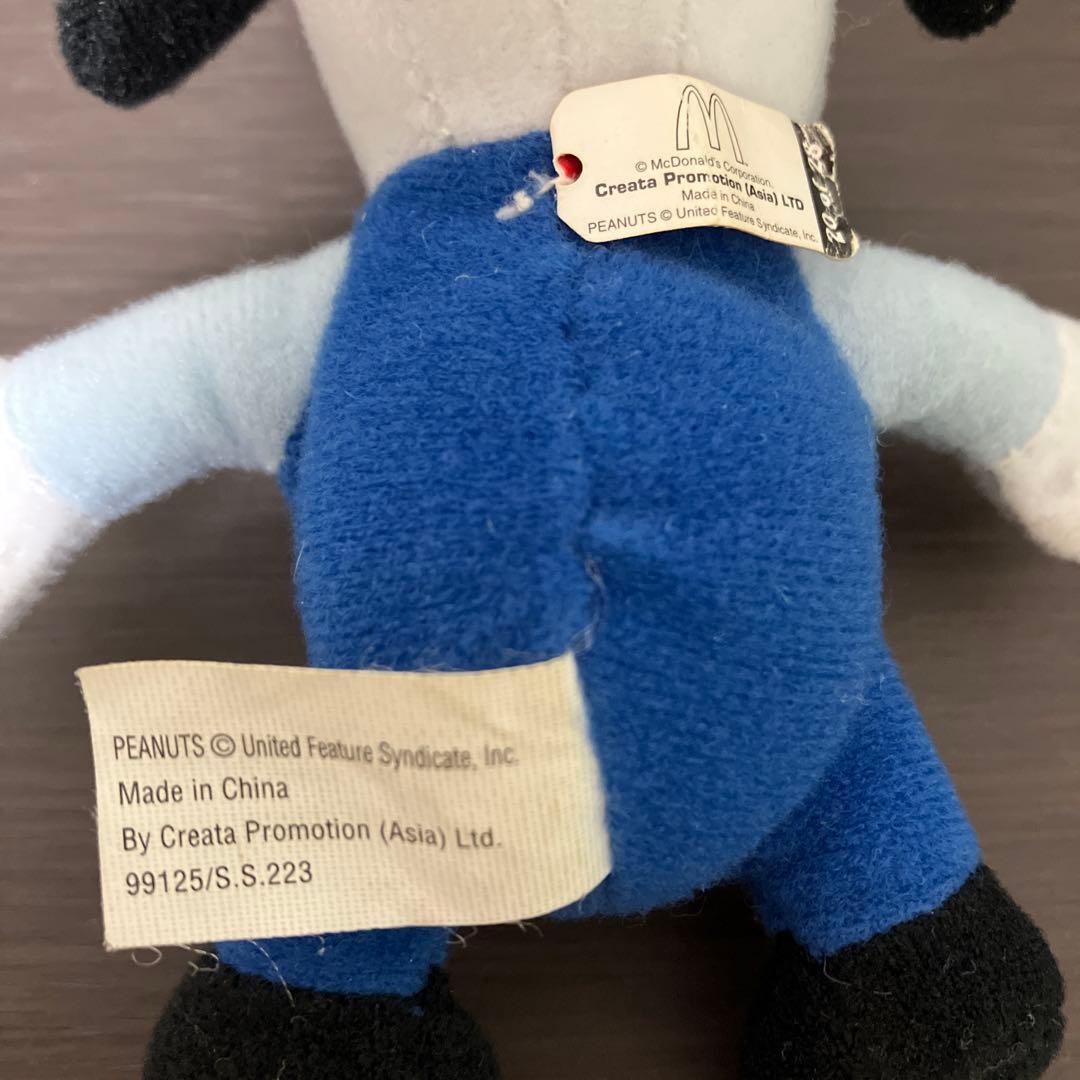 © McDonald's Corporation.
Creata Promotion (Asia) LTD
Made in China
PEANUTS © United Feature Syndicate, Inc.
PEANUTS © United Feature Syndicate, Inc.
Made in China
By Creata Promotion (Asia) Ltd.
99125/S.S.223